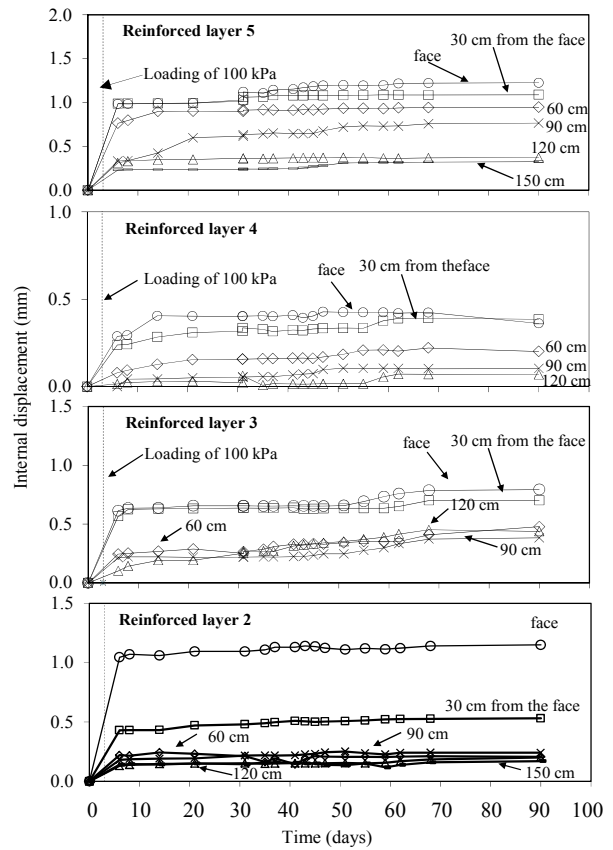 Internal displacement (mm)
2.0
1.5
1.0
0.5
0.0
Reinforced layer 5
Loading of 100 kPa
face
30 cm from the face
60 cm
90 cm
120 cm
150 cm
1.0
0.5
0.0
Reinforced layer 4
Loading of 100 kPa
face
30 cm from theface
60 cm
90 cm
120 cm
1.5
1.0
0.5
0.0
Reinforced layer 3
Loading of 100 kPa
face
30 cm from the face
60 cm
120 cm
90 cm
1.5
1.0
0.5
0.0
Reinforced layer 2
face
30 cm from the face
60 cm
90 cm
120 cm
150 cm
0 10 20 30 40 50 60 70 80 90 100
Time (days)